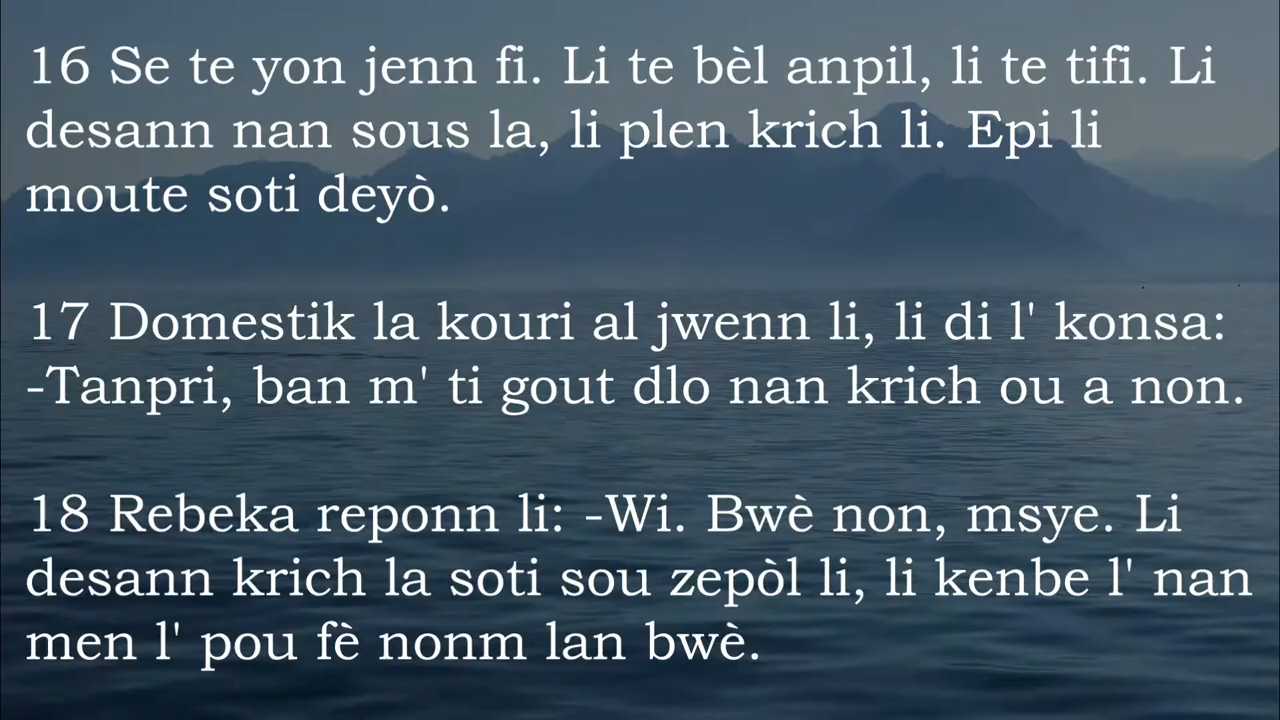 16 Se te yon jenn fi. Li te bèl anpil, li te tifi. Li
desann nan sous la, li plen krich li. Epi li
moute soti deyò.
17 Domestik la kouri al jwenn li, li di l' konsa:
-Tanpri, ban m' ti gout dlo nan krich ou a non.
18 Rebeka reponn li: -Wi. Bwè non, msye. Li
desann krich la soti sou zepòl li, li kenbe l' nan
men l' pou fè nonm lan bwè.